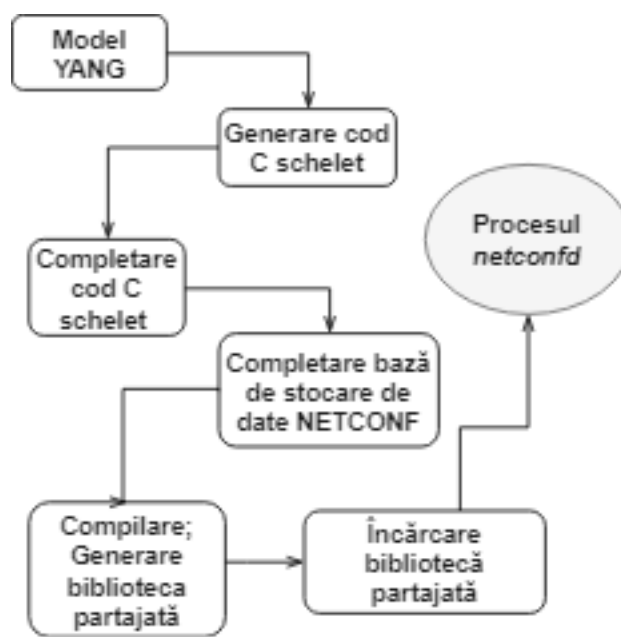 Model
YANG
Generare cod
C schelet
Completare
cod C
schelet
Completare bază
de stocare de
date NETCONF
Compilare;
Generare
biblioteca
partajată
Încărcare
bibliotecă
partajată
Procesul
netconfd